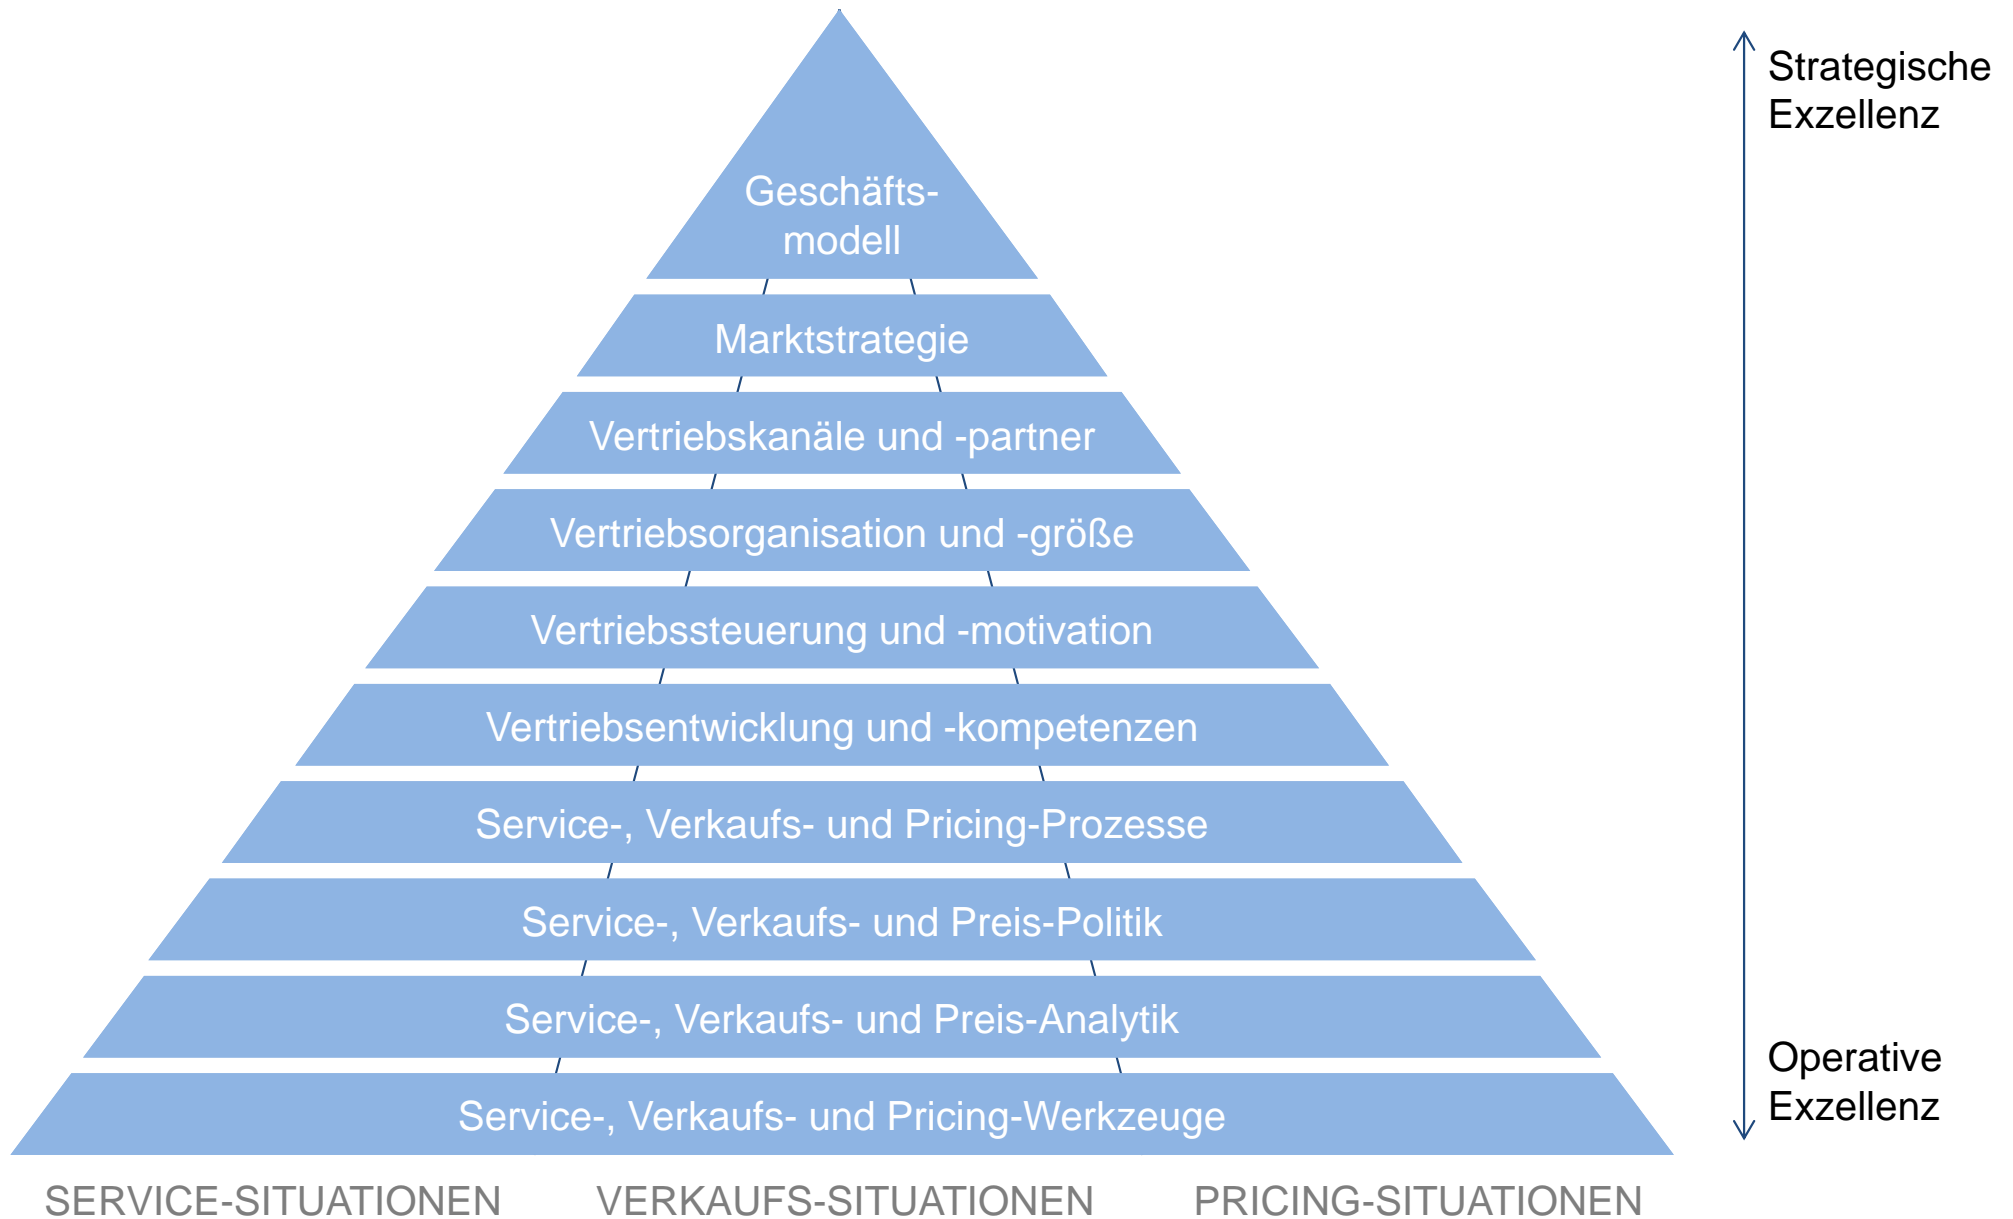 Strategische
Exzellenz
Geschäfts-
modell
Marktstrategie
Vertriebskanäle und -partner
Vertriebsorganisation und -größe
Vertriebssteuerung und -motivation
Vertriebsentwicklung und -kompetenzen
Service-, Verkaufs- und Pricing-Prozesse
Service-, Verkaufs- und Preis-Politik
Service-, Verkaufs- und Preis-Analytik
Operative
Exzellenz
Service-, Verkaufs- und Pricing-Werkzeuge
SERVICE-SITUATIONEN
VERKAUFS-SITUATIONEN
PRICING-SITUATIONEN